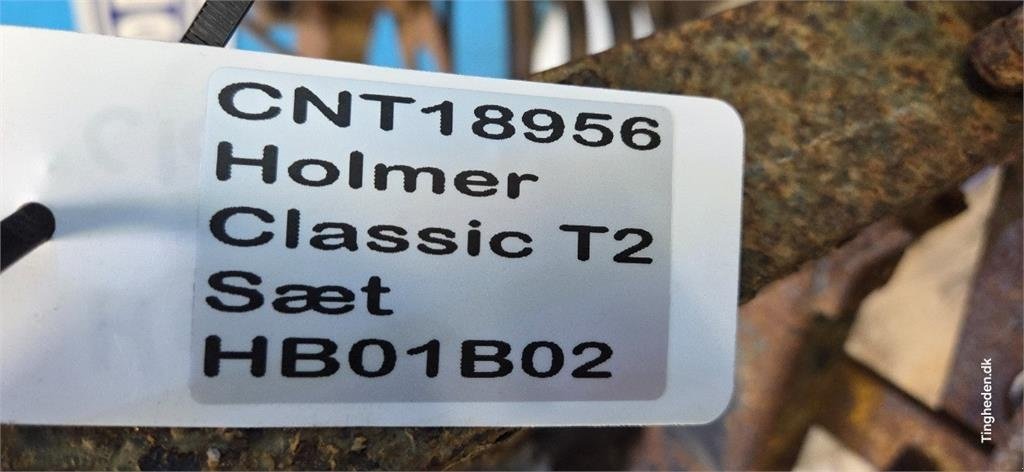 CNT18956
Holmer
Classic T2
Sæt
HB01B02
Tingheden.dk